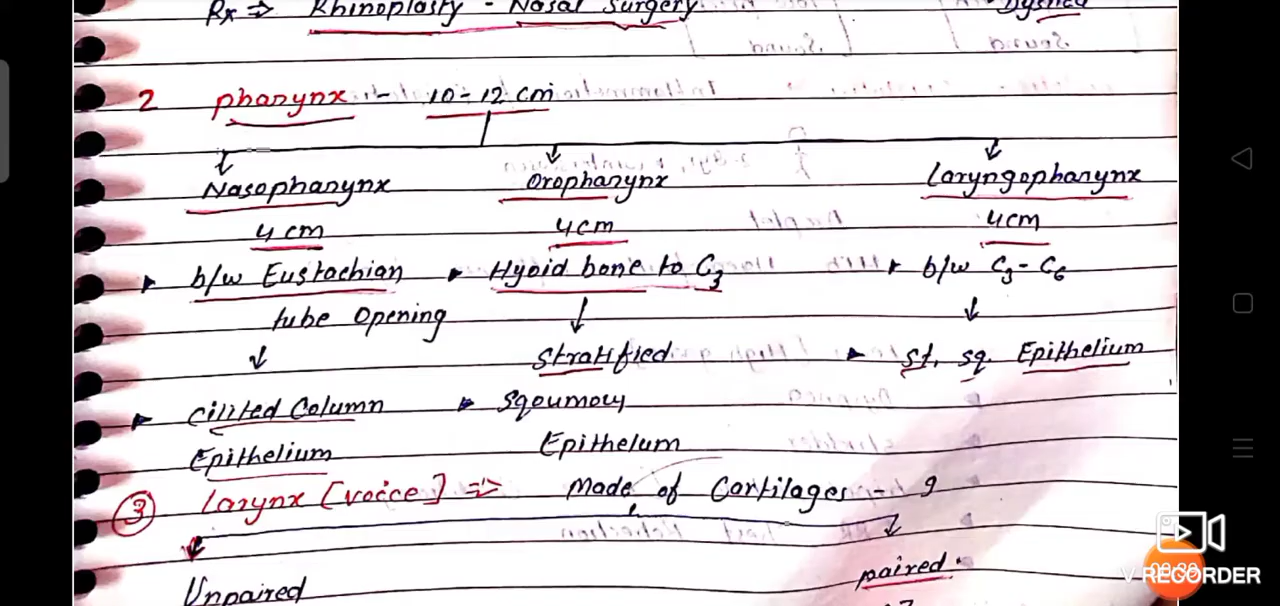 Rx ⇒ Rhinoplasty - Nasal Surgery
2 pharynx - 10-12 cm
Nasopharynx Oropharynx Laryngopharynx
4 cm 4cm 4cm
b/w Eustachian Hyoid bone to C3 b/w C3-C6
tube Opening
Stratified st. sq. Epithelium
cilited Column Sqoumouy
Epithelium Epithelum
3 larynx [voice] ⇒ Made of Cartilages - 9
Unpaired paired
V RECORDER